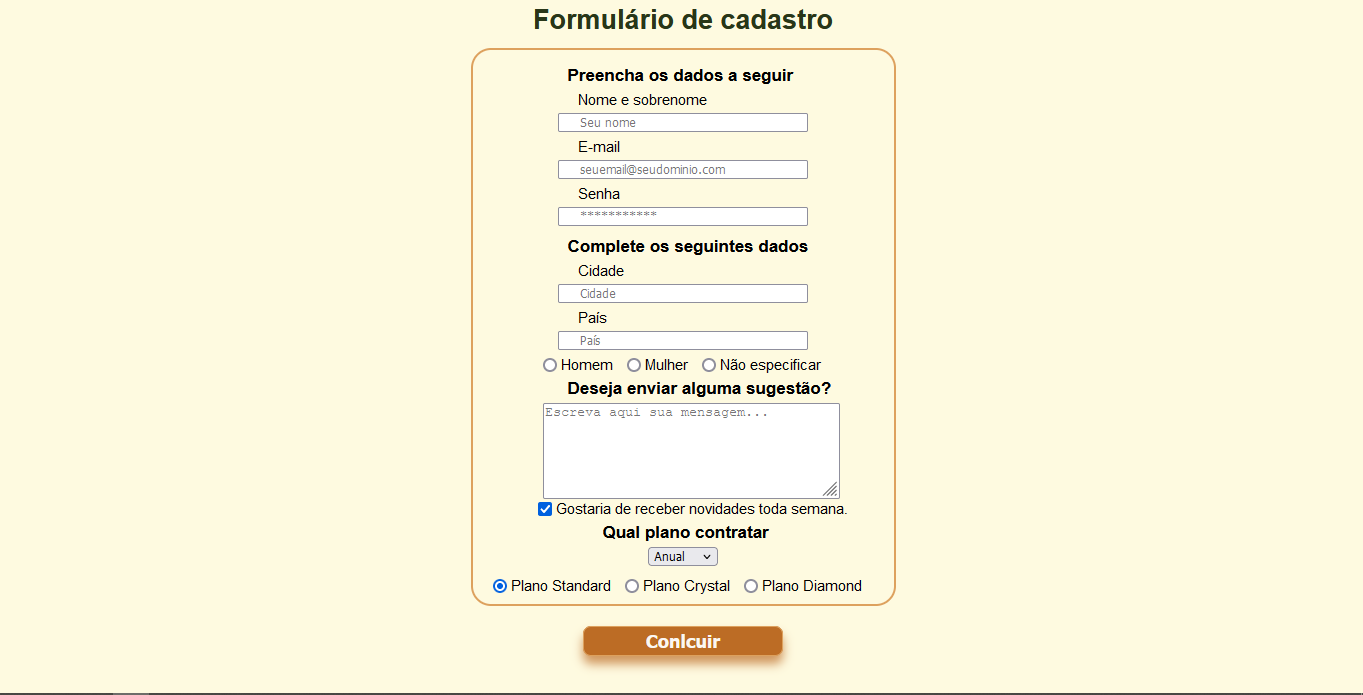 Formulário de cadastro
Preencha os dados a seguir
Nome e sobrenome
Seu nome
E-mail
seuemail@seudominio.com
Senha
***********
Complete os seguintes dados
Cidade
Cidade
País
País
Homem Mulher Não especificar
Deseja enviar alguma sugestão?
Escreva aqui sua mensagem...
Gostaria de receber novidades toda semana.
Qual plano contratar
Anual
Plano Standard Plano Crystal Plano Diamond
Conlcuir